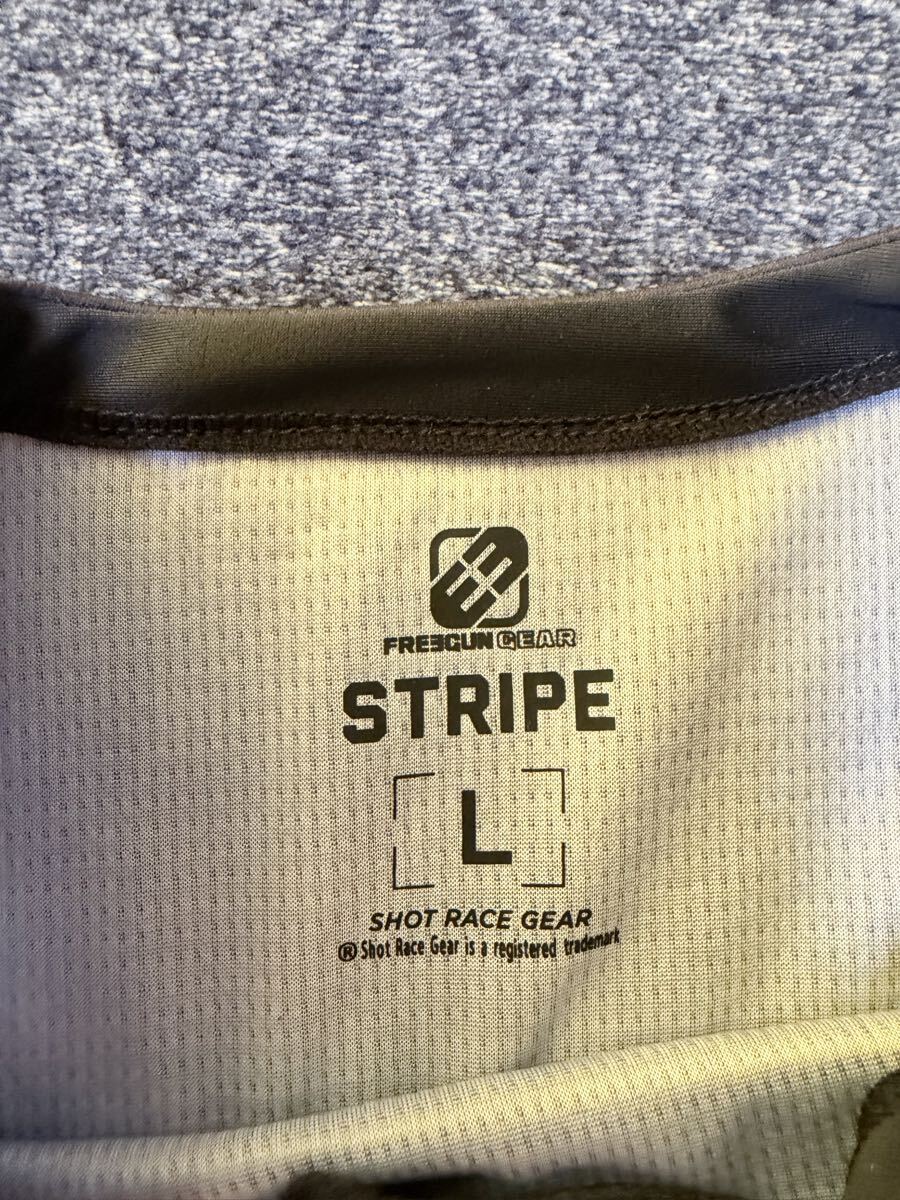 FREEGUN GEAR
STRIPE
L
SHOT RACE GEAR
® Shot Race Gear is a registered trademark